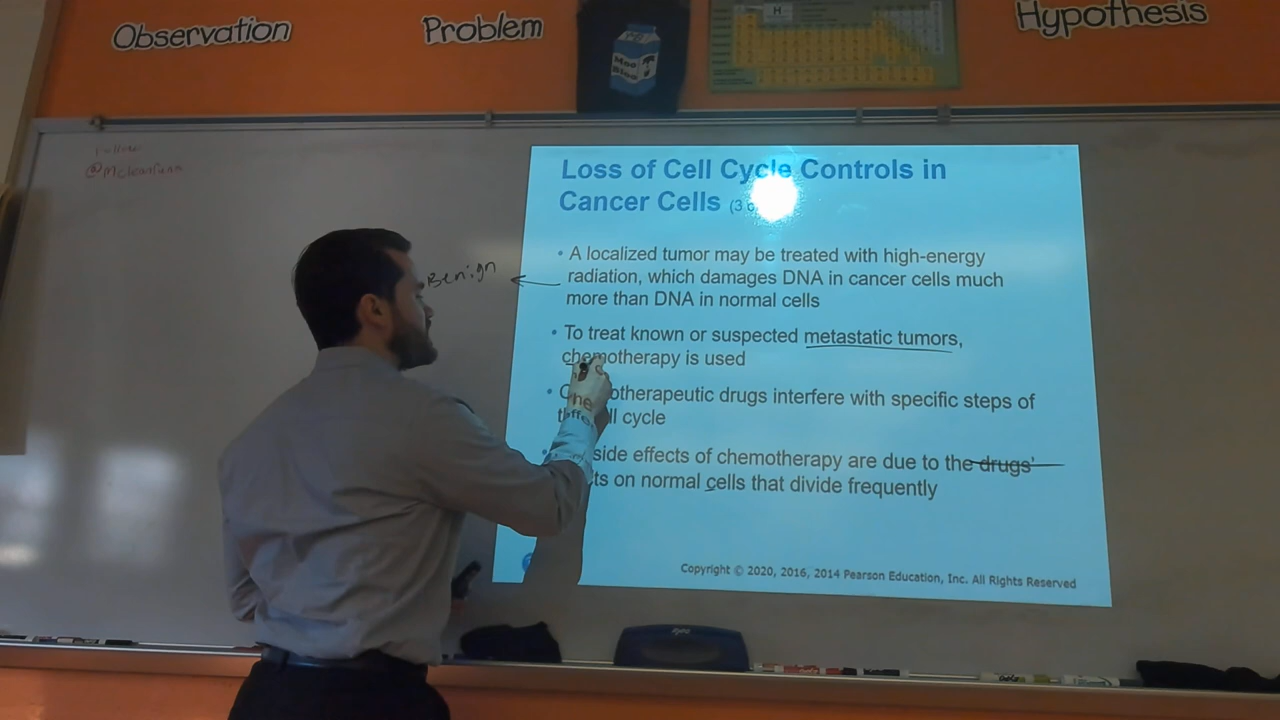 Observation
Problem
Hypothesis
H
Moo
Bloo
@Mcleanfunn
Benign
Loss of Cell Cycle Controls in
Cancer Cells (3
• A localized tumor may be treated with high-energy
radiation, which damages DNA in cancer cells much
more than DNA in normal cells
• To treat known or suspected metastatic tumors,
chemotherapy is used
• otherapeutic drugs interfere with specific steps of
cycle
side effects of chemotherapy are due to the drugs'
on normal cells that divide frequently
Copyright © 2020, 2016, 2014 Pearson Education, Inc. All Rights Reserved
expo